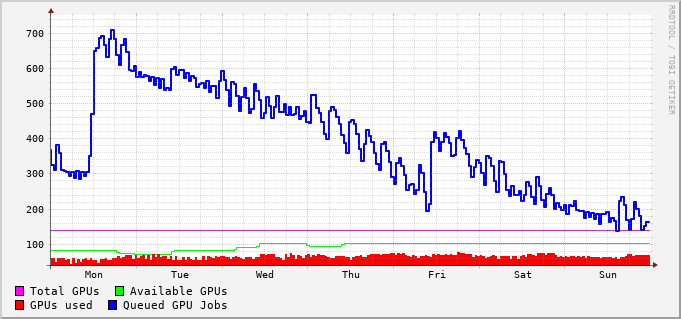 RRDTOOL / TOBI OETIKER
700
600
500
400
300
200
100
Mon Tue Wed Thu Fri Sat Sun
Total GPUs Available GPUs
GPUs used Queued GPU Jobs